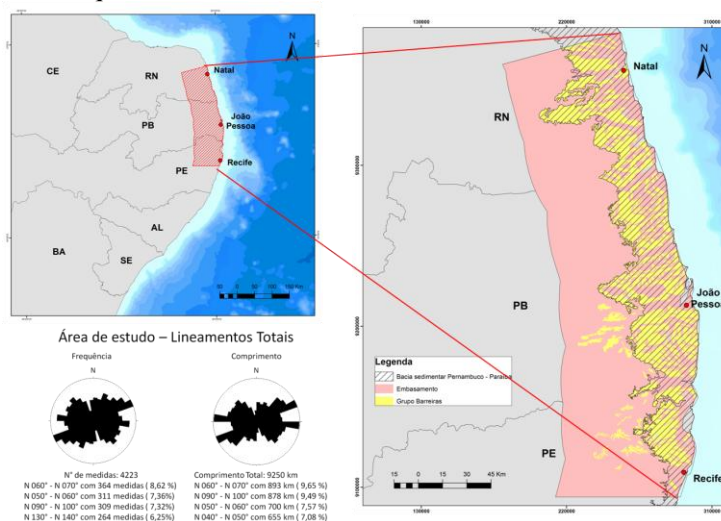 CE
RN
Natal
PB
João
Pessoa
PE
Recife
AL
BA
SE
N
N
Natal
RN
João
Pessoa
PB
Legenda
Bacia sedimentar Pernambuco - Paraíba
Embasamento
Grupo Barreiras
PE
15
0
15
30
45 Km
Recife
Área de estudo – Lineamentos Totais
Frequência
N
Comprimento
N
N° de medidas: 4223
N 060° - N 070° com 364 medidas ( 8,62 %)
N 050° - N 060° com 311 medidas ( 7,36%)
N 090° - N 100° com 309 medidas ( 7,32%)
N 130° - N 140° com 264 medidas ( 6,25%)
Comprimento Total: 9250 km
N 060° - N 070° com 893 km ( 9,65 %)
N 090° - N 100° com 878 km ( 9,49 %)
N 050° - N 060° com 700 km ( 7,57 %)
N 040° - N 050° com 655 km ( 7,08 %)